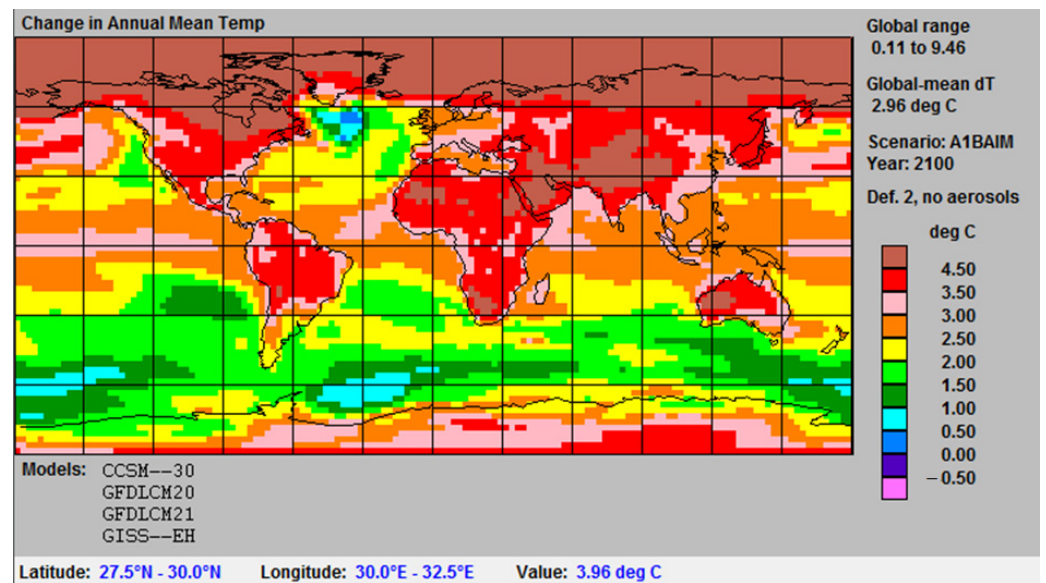 Change in Annual Mean Temp
Global range
0.11 to 9.46
Global-mean dT
2.96 deg C
Scenario: A1BAIM
Year: 2100
Def. 2, no aerosols
deg C
4.50
3.50
3.00
2.50
2.00
1.50
1.00
0.50
0.00
−0.50
Models: CCSM--30
GFDLCM20
GFDLCM21
GISS--EH
Latitude: 27.5°N - 30.0°N Longitude: 30.0°E - 32.5°E Value: 3.96 deg C